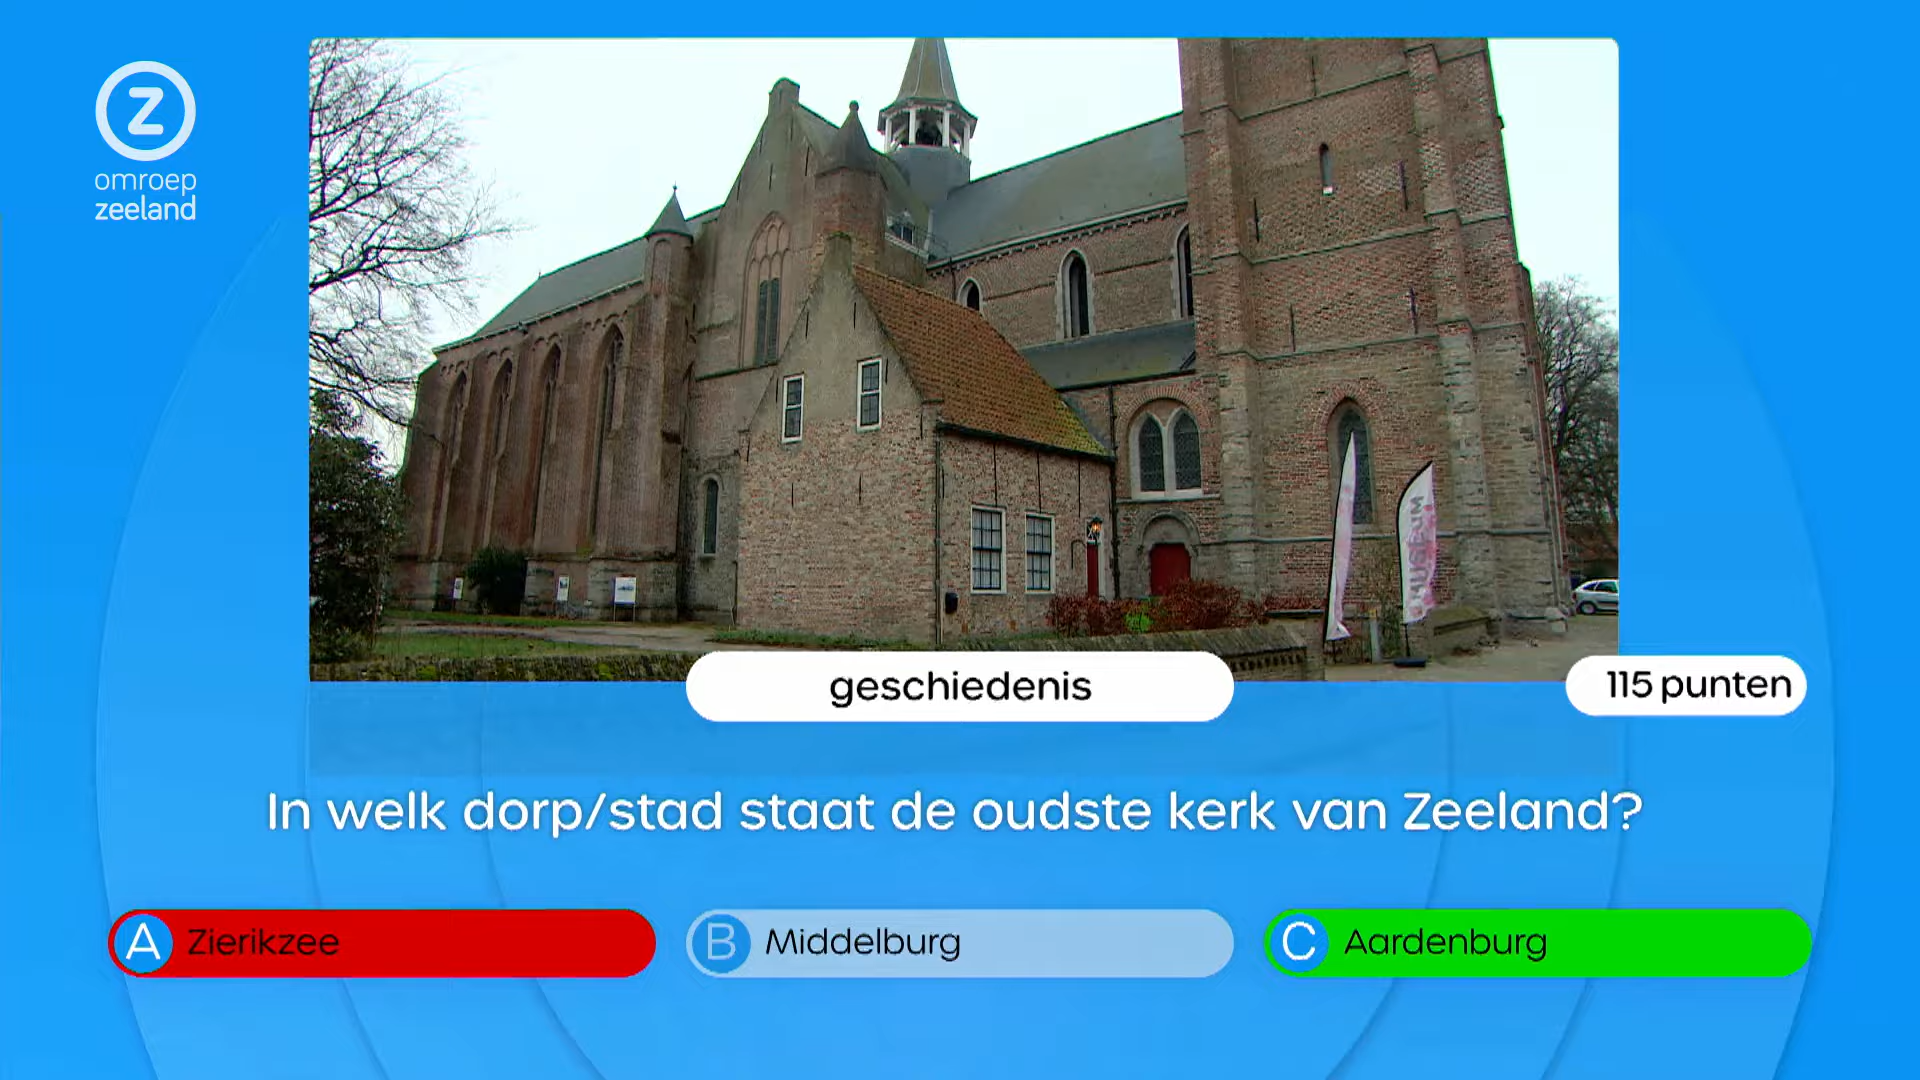 Z
omroep
zeeland
geschiedenis
115 punten
In welk dorp/stad staat de oudste kerk van Zeeland?
A Zierikzee
B Middelburg
C Aardenburg